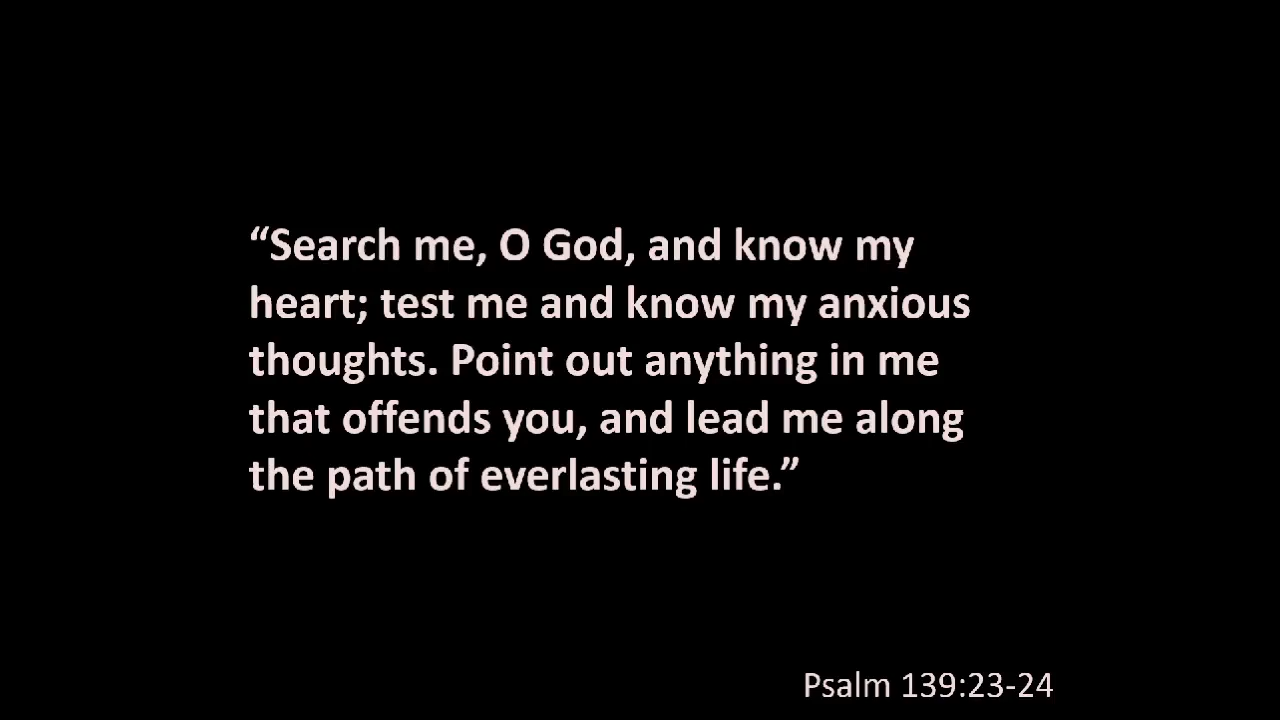 “Search me, O God, and know my
heart; test me and know my anxious
thoughts. Point out anything in me
that offends you, and lead me along
the path of everlasting life.”
Psalm 139:23-24